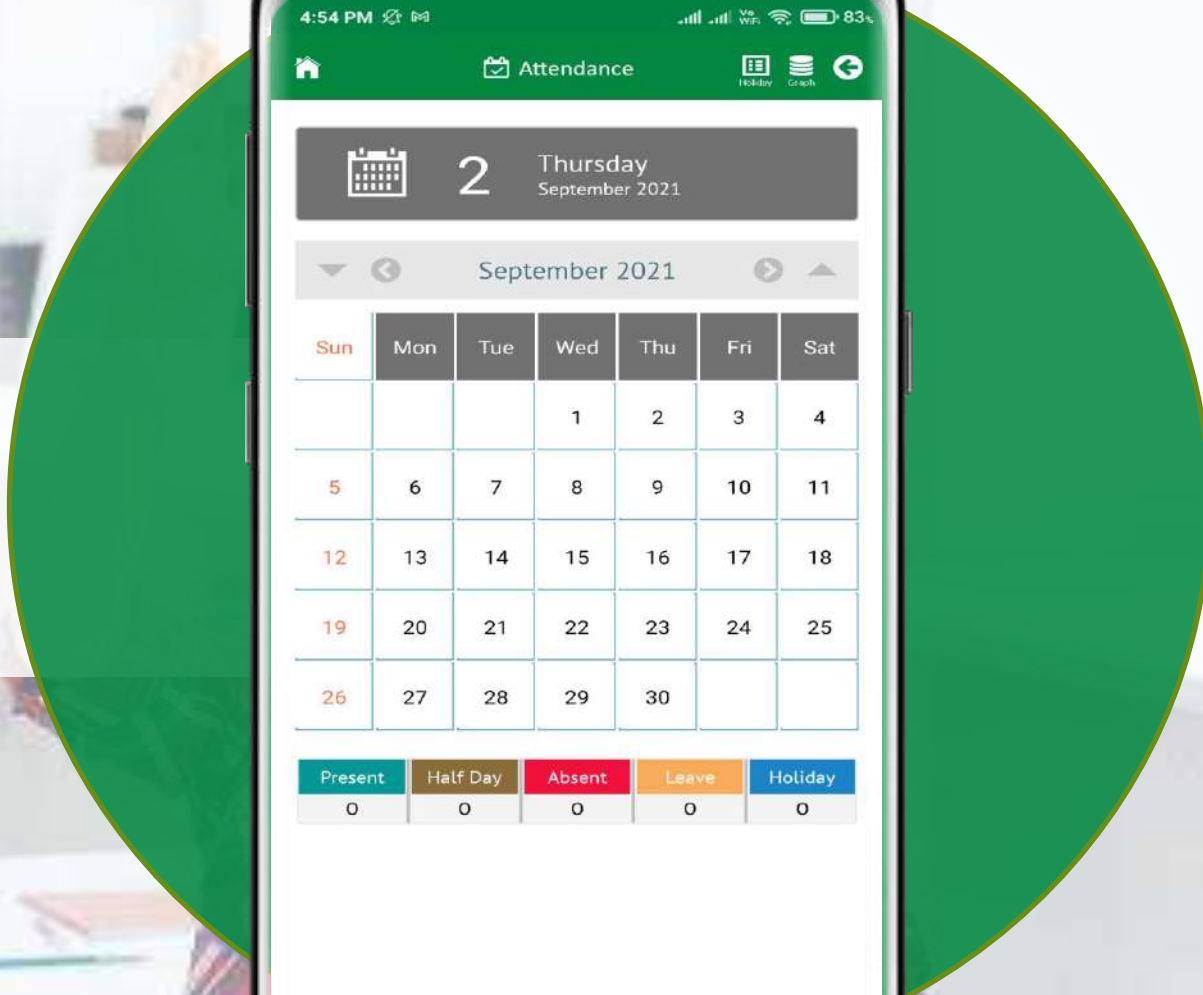 4:54 PM Vo WiFi 83%
Attendance Holiday Graph
2 Thursday
September 2021
September 2021
Sun Mon Tue Wed Thu Fri Sat
1 2 3 4
5 6 7 8 9 10 11
12 13 14 15 16 17 18
19 20 21 22 23 24 25
26 27 28 29 30
Present Half Day Absent Leave Holiday
0 0 0 0 0